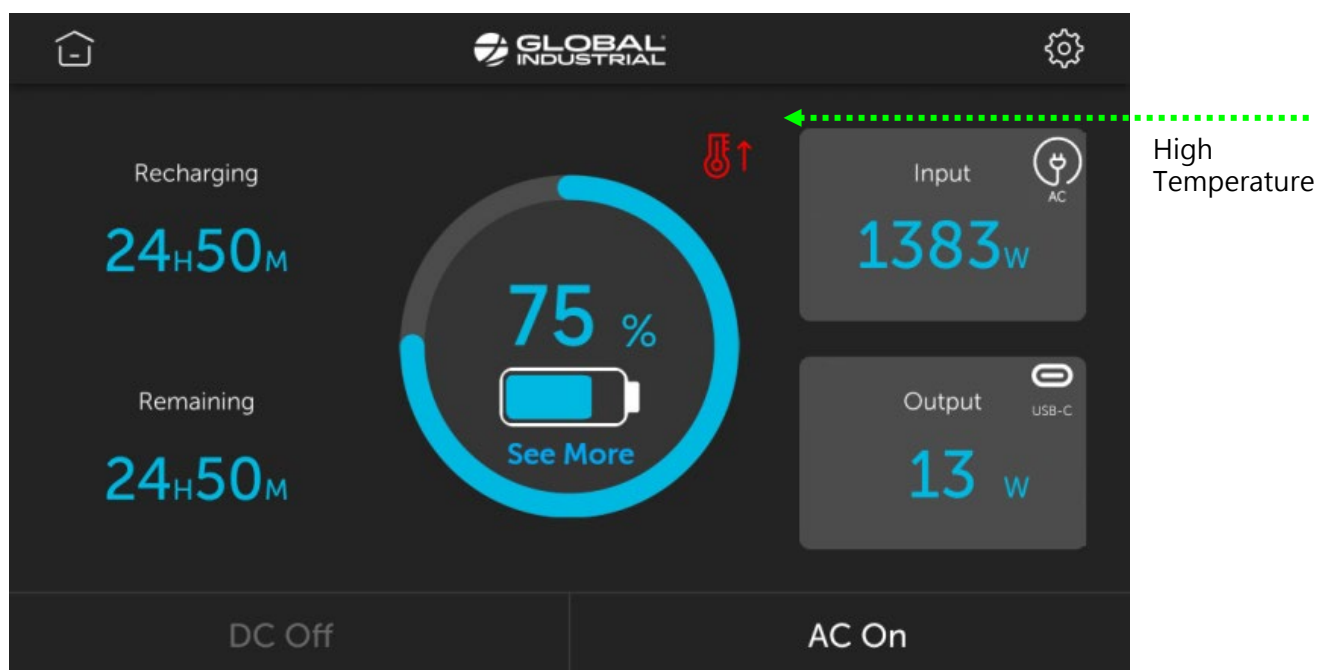 GLOBAL
INDUSTRIAL
High
Temperature
Recharging
24H50M
Input
AC
1383W
75 %
See More
Remaining
24H50M
Output
USB-C
13 W
DC Off
AC On